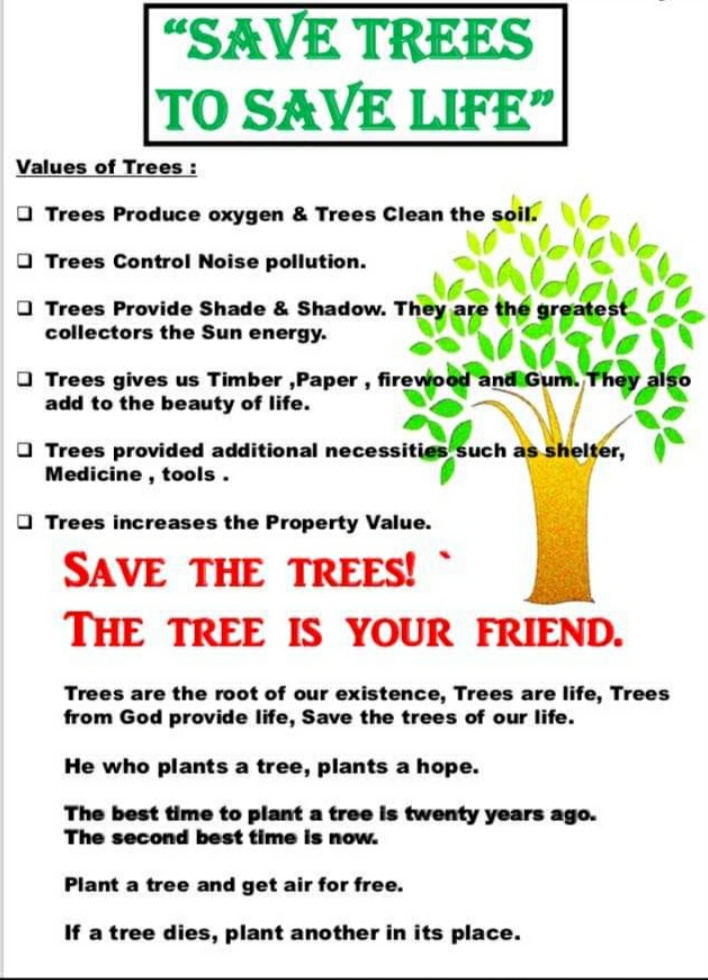 “SAVE TREES
TO SAVE LIFE”
Values of Trees :
❑ Trees Produce oxygen & Trees Clean the soil.
❑ Trees Control Noise pollution.
❑ Trees Provide Shade & Shadow. They are the greatest
collectors the Sun energy.
❑ Trees gives us Timber ,Paper , firewood and Gum. They also
add to the beauty of life.
❑ Trees provided additional necessities such as shelter,
Medicine , tools .
❑ Trees increases the Property Value.
SAVE THE TREES! `
THE TREE IS YOUR FRIEND.
Trees are the root of our existence, Trees are life, Trees
from God provide life, Save the trees of our life.
He who plants a tree, plants a hope.
The best time to plant a tree is twenty years ago.
The second best time is now.
Plant a tree and get air for free.
If a tree dies, plant another in its place.